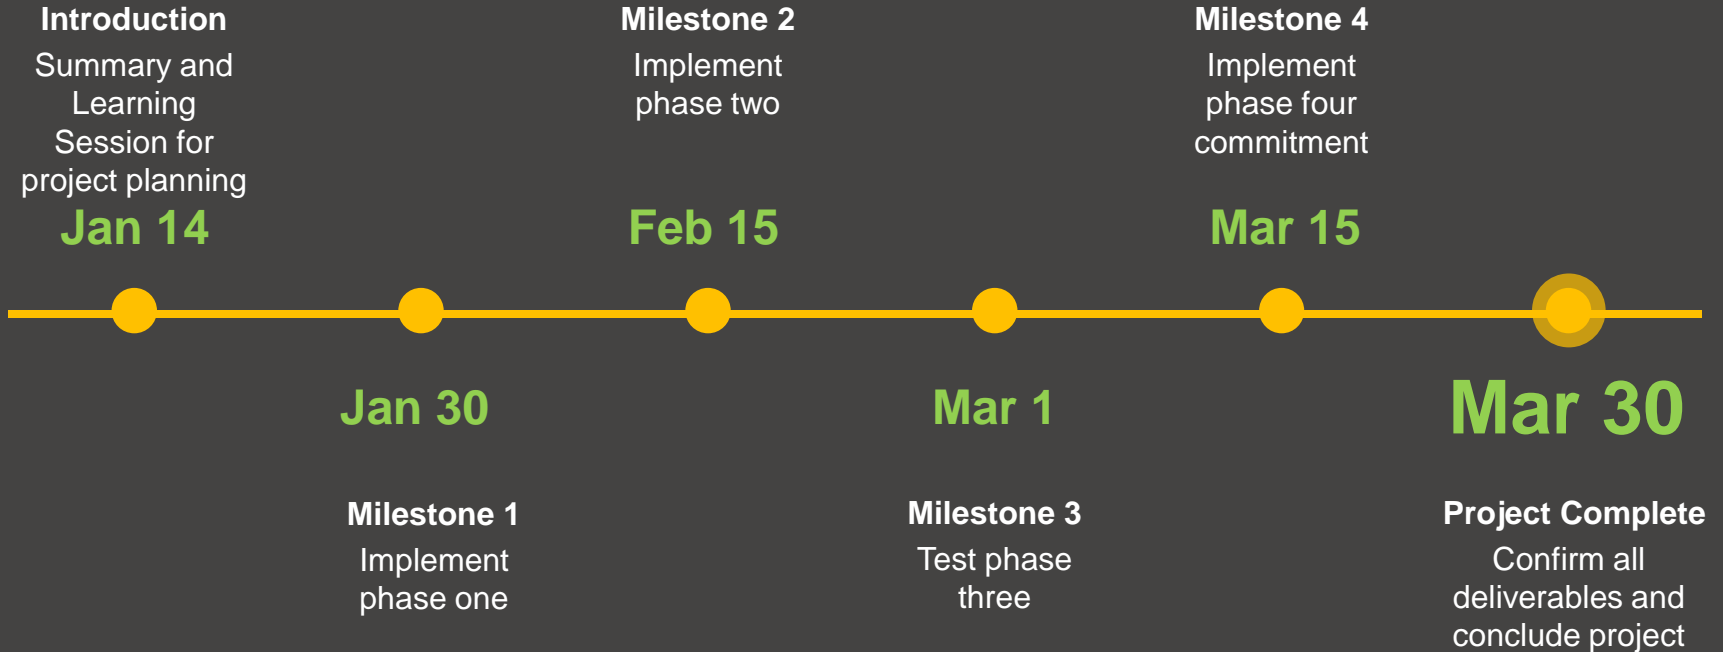 Introduction
Summary and
Learning
Session for
project planning
Jan 14
Milestone 2
Implement
phase two
Feb 15
Milestone 4
Implement
phase four
commitment
Mar 15
Jan 30
Milestone 1
Implement
phase one
Mar 1
Milestone 3
Test phase
three
Mar 30
Project Complete
Confirm all
deliverables and
conclude project